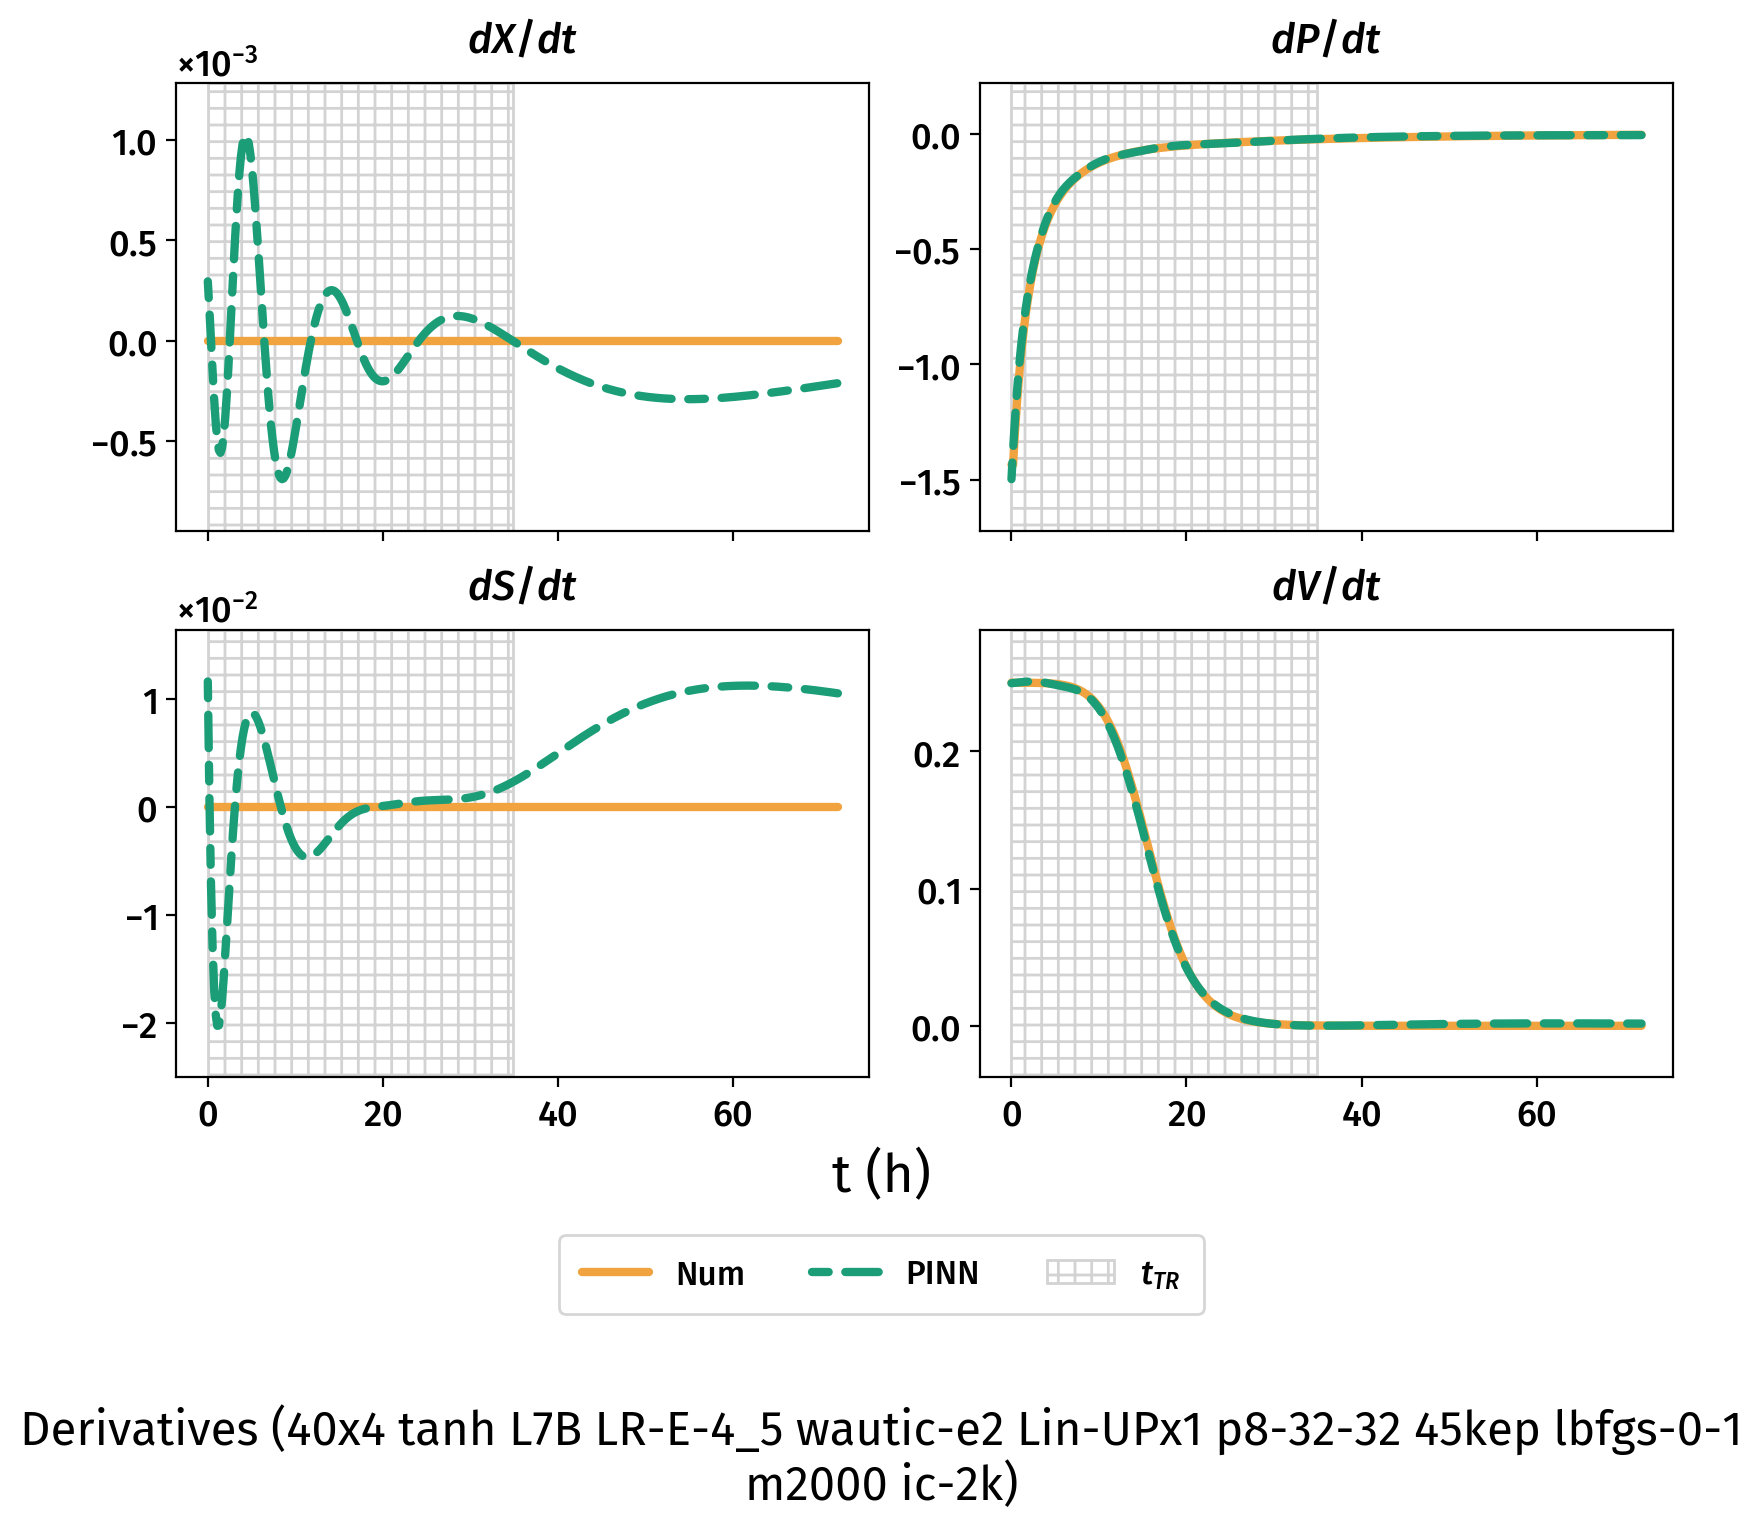 dX/dt
×10⁻³
1.0
0.5
0.0
−0.5
dP/dt
0.0
−0.5
−1.0
−1.5
dS/dt
×10⁻²
1
0
−1
−2
0 20 40 60
dV/dt
0.2
0.1
0.0
0 20 40 60
t (h)
Num PINN t_TR
Derivatives (40x4 tanh L7B LR-E-4_5 wautic-e2 Lin-UPx1 p8-32-32 45kep lbfgs-0-1
m2000 ic-2k)